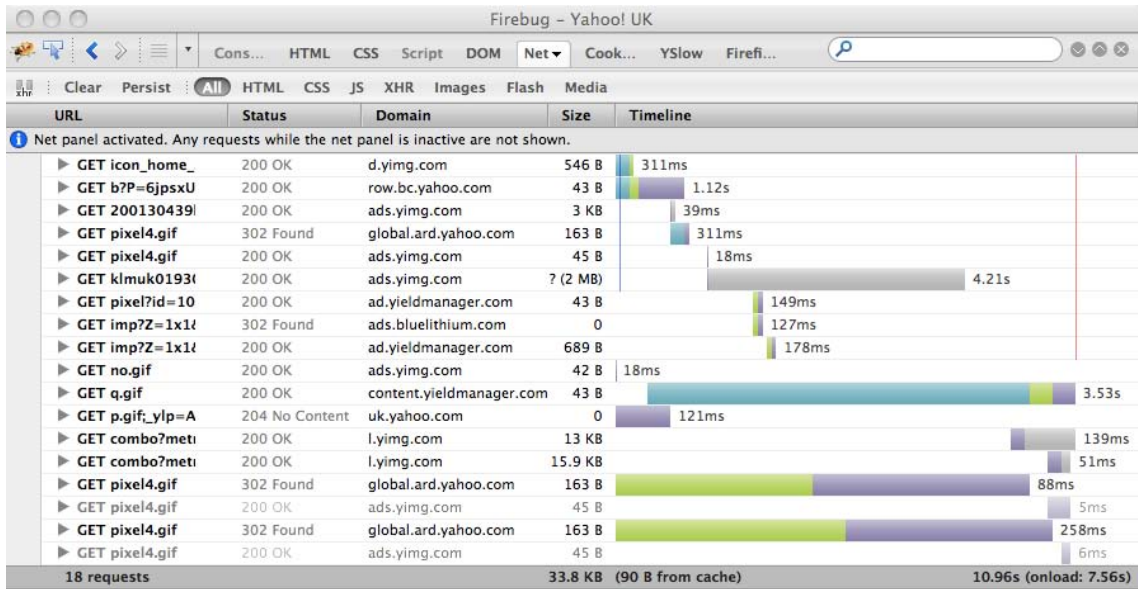 Firebug – Yahoo! UK
Cons... HTML CSS Script DOM Net Cook... YSlow Firefi...
xhr Clear Persist All HTML CSS JS XHR Images Flash Media
URL Status Domain Size Timeline
Net panel activated. Any requests while the net panel is inactive are not shown.
GET icon_home_ 200 OK d.yimg.com 546 B 311ms
GET b?P=6jpsxU 200 OK row.bc.yahoo.com 43 B 1.12s
GET 200130439 200 OK ads.yimg.com 3 KB 39ms
GET pixel4.gif 302 Found global.ard.yahoo.com 163 B 311ms
GET pixel4.gif 200 OK ads.yimg.com 45 B 18ms
GET klmuk0193 200 OK ads.yimg.com ? (2 MB) 4.21s
GET pixel?id=10 200 OK ad.yieldmanager.com 43 B 149ms
GET imp?Z=1x1& 302 Found ads.bluelithium.com 0 127ms
GET imp?Z=1x1& 200 OK ad.yieldmanager.com 689 B 178ms
GET no.gif 200 OK ads.yimg.com 42 B 18ms
GET q.gif 200 OK content.yieldmanager.com 43 B 3.53s
GET p.gif;_ylp=A 204 No Content uk.yahoo.com 0 121ms
GET combo?metr 200 OK l.yimg.com 13 KB 139ms
GET combo?metr 200 OK l.yimg.com 15.9 KB 51ms
GET pixel4.gif 302 Found global.ard.yahoo.com 163 B 88ms
GET pixel4.gif 200 OK ads.yimg.com 45 B 5ms
GET pixel4.gif 302 Found global.ard.yahoo.com 163 B 258ms
GET pixel4.gif 200 OK ads.yimg.com 45 B 6ms
18 requests 33.8 KB (90 B from cache) 10.96s (onload: 7.56s)